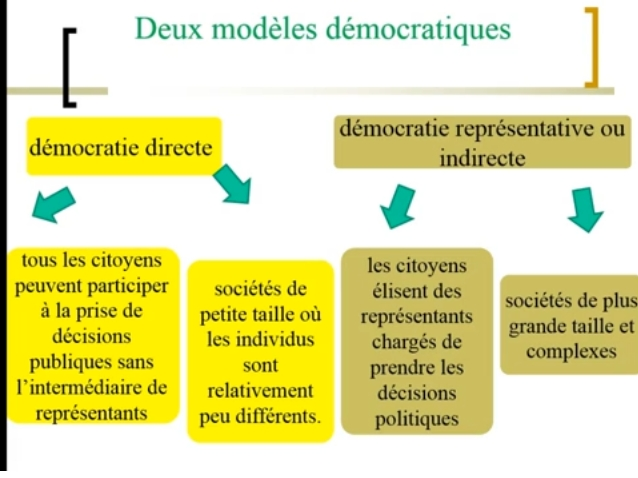 Deux modèles démocratiques
démocratie directe
démocratie représentative ou
indirecte
tous les citoyens
peuvent participer
à la prise de
décisions
publiques sans
l’intermédiaire de
représentants
sociétés de
petite taille où
les individus
sont
relativement
peu différents.
les citoyens
élisent des
représentants
chargés de
prendre les
décisions
politiques
sociétés de plus
grande taille et
complexes